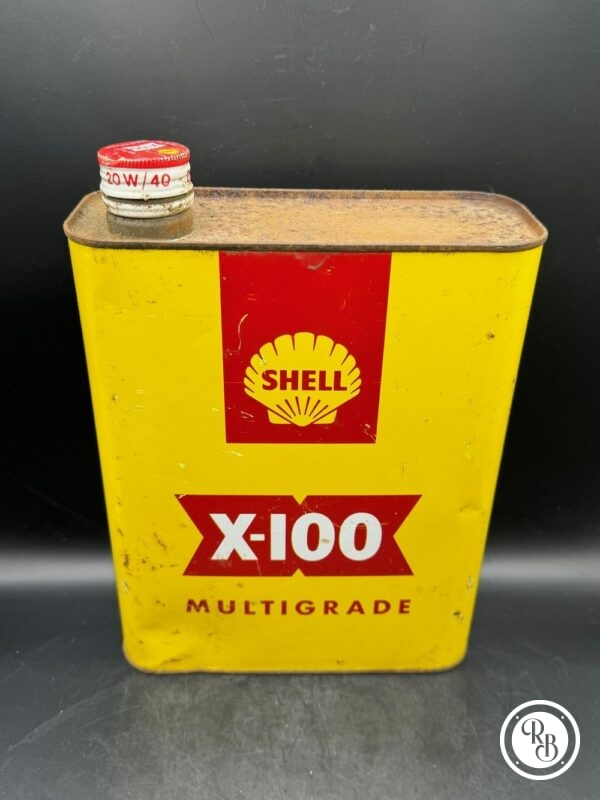 20W/40
SHELL
X-100
MULTIGRADE
RB